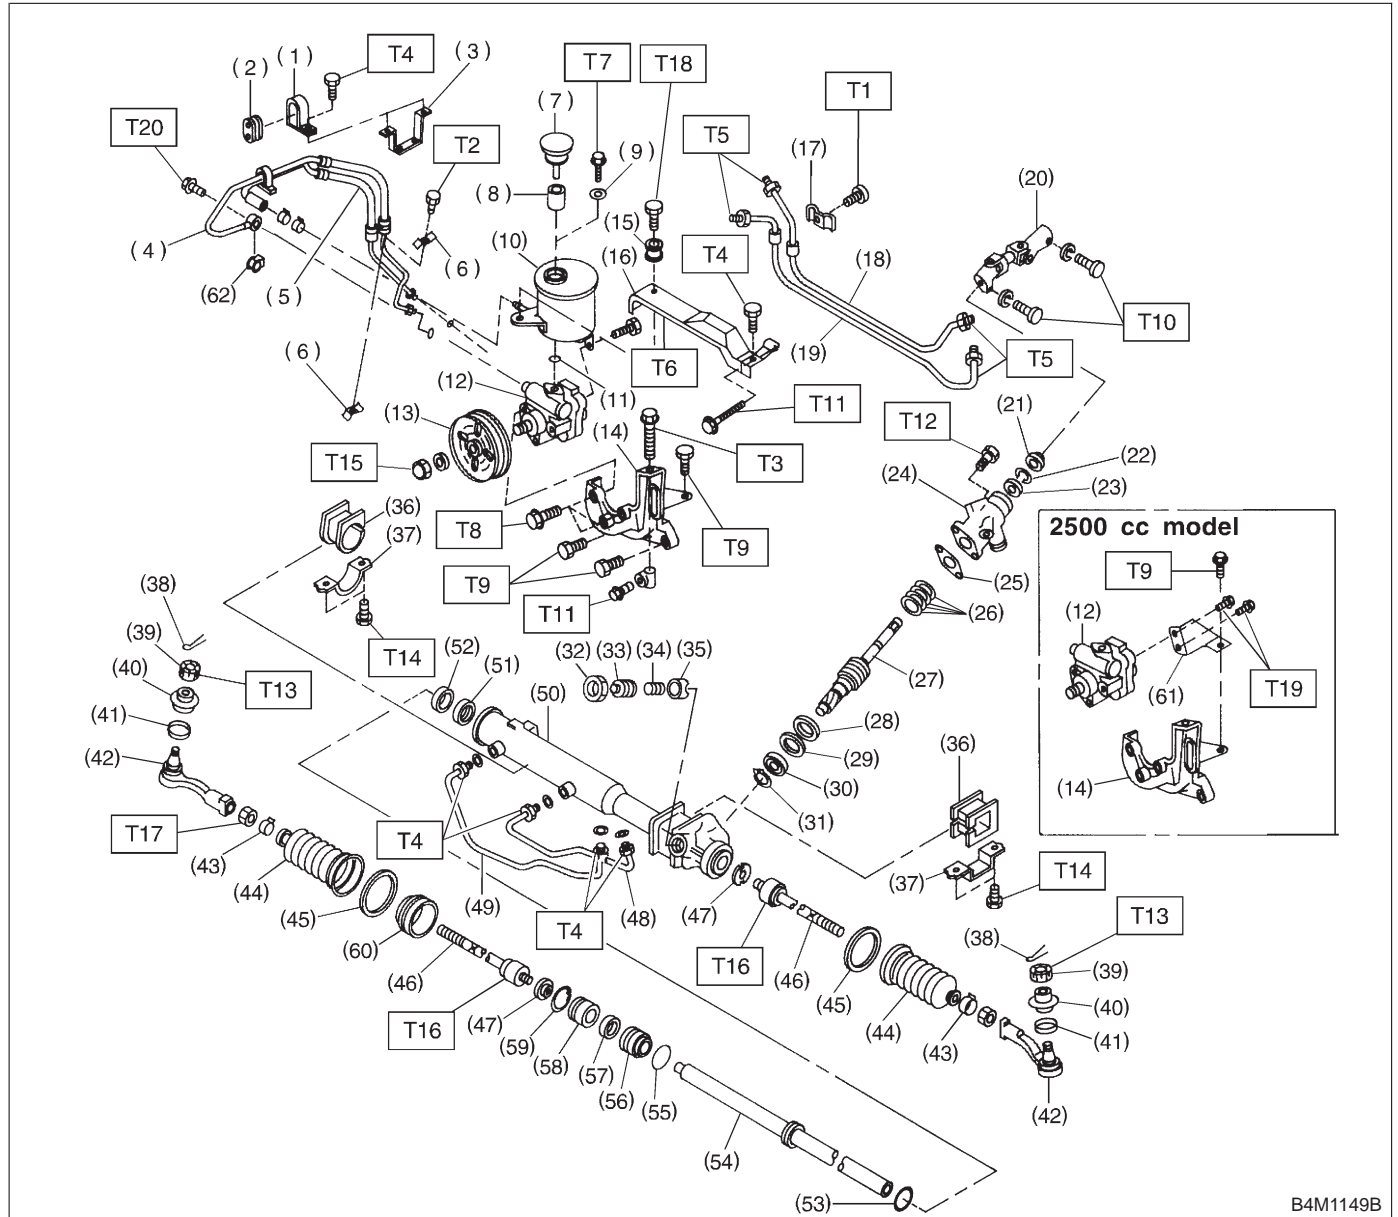 (1)
T4
(3)
(2)
T7
T18
(7)
T1
T20
T2
T5
(17)
(9)
(20)
(8)
(15)
(10)
(16)
T4
(4)
(6)
(18)
(62)
(5)
T10
(19)
T5
T6
(6)
(12)
(11)
T11
(13)
(14)
T12
(21)
T3
T15
(22)
(24)
(23)
(36)
2500 cc model
T8
(37)
T9
T9
T9
(25)
(38)
T11
(26)
(12)
(39)
T14
(52)
(51)
(32)
(33)
(34)
(35)
(27)
(61)
T19
(40)
T13
(50)
(41)
(28)
(36)
(42)
(29)
(14)
(30)
(31)
T17
T4
(43)
(44)
(37)
T14
(49)
(48)
(47)
(45)
T4
T13
(60)
(38)
T16
(46)
(39)
(46)
(45)
(40)
T16
(47)
(44)
(59)
(43)
(41)
(58)
(57)
(56)
(55)
(42)
(54)
(53)
B4M1149B